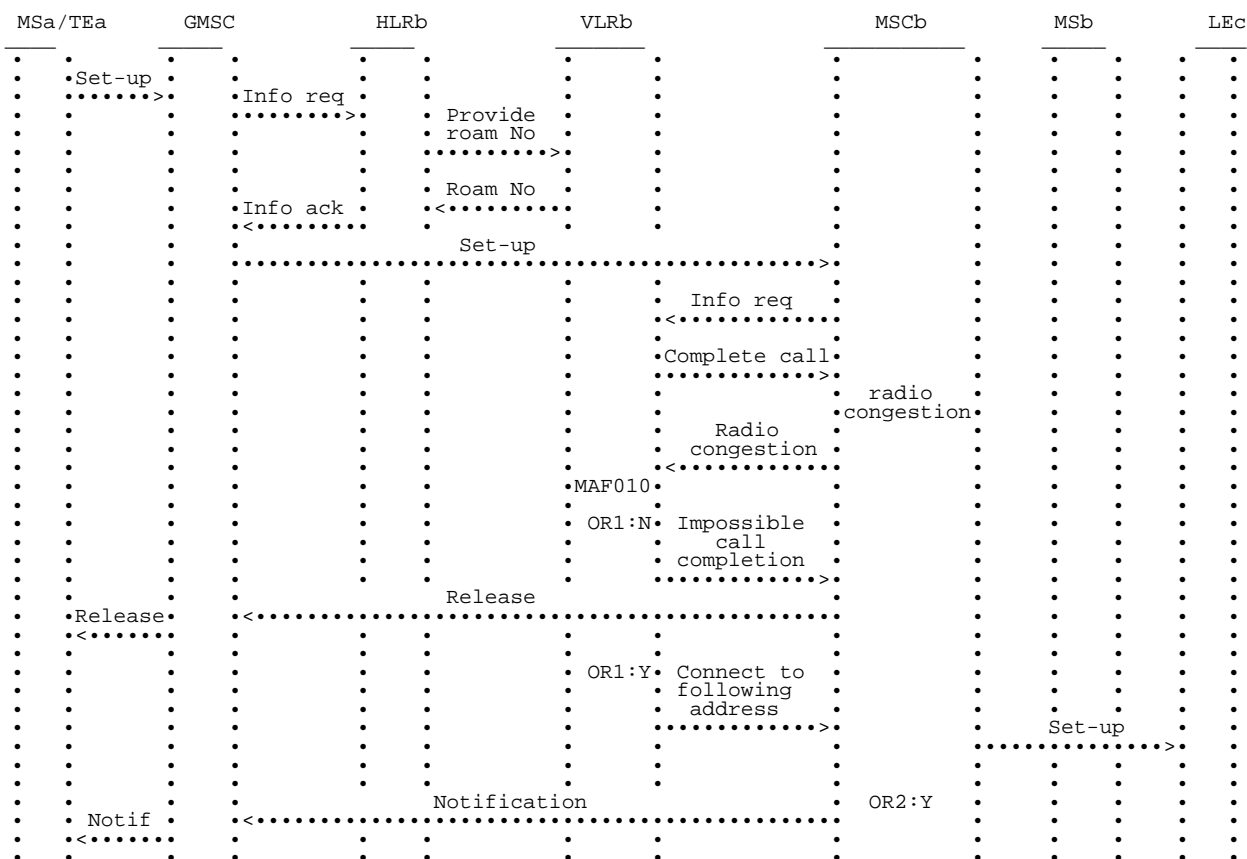 MSa/TEa GMSC HLRb VLRb MSCb MSb LEc
Set-up
Info req
Provide
roam No
Roam No
Info ack
Set-up
Info req
Complete call
radio
congestion
Radio
congestion
MAF010
OR1:N Impossible
call
completion
Release
Release
OR1:Y Connect to
following
address
Set-up
Notification OR2:Y
Notif